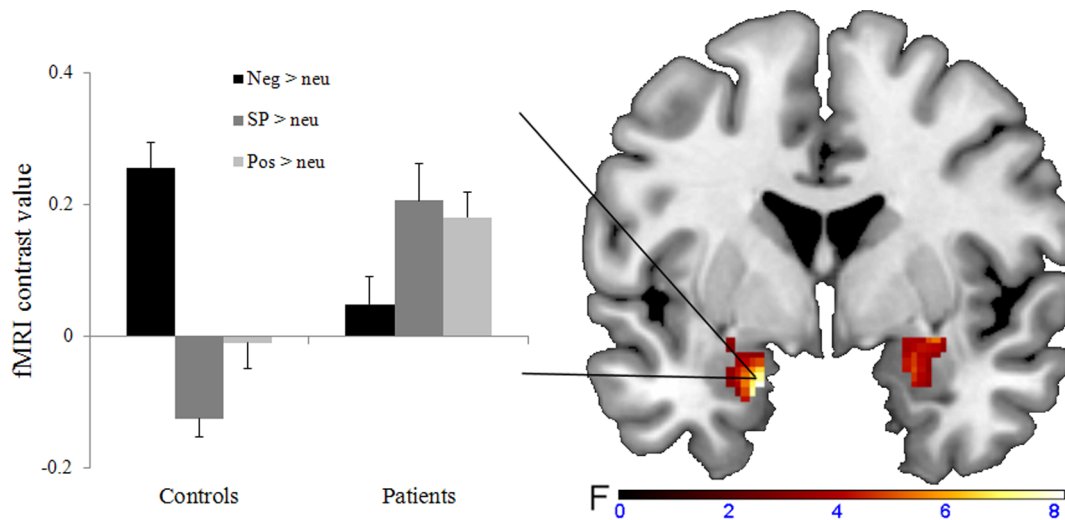 Neg > neu
SP > neu
Pos > neu
fMRI contrast value
0.4
0.2
0
-0.2
Controls
Patients
F
0 2 4 6 8